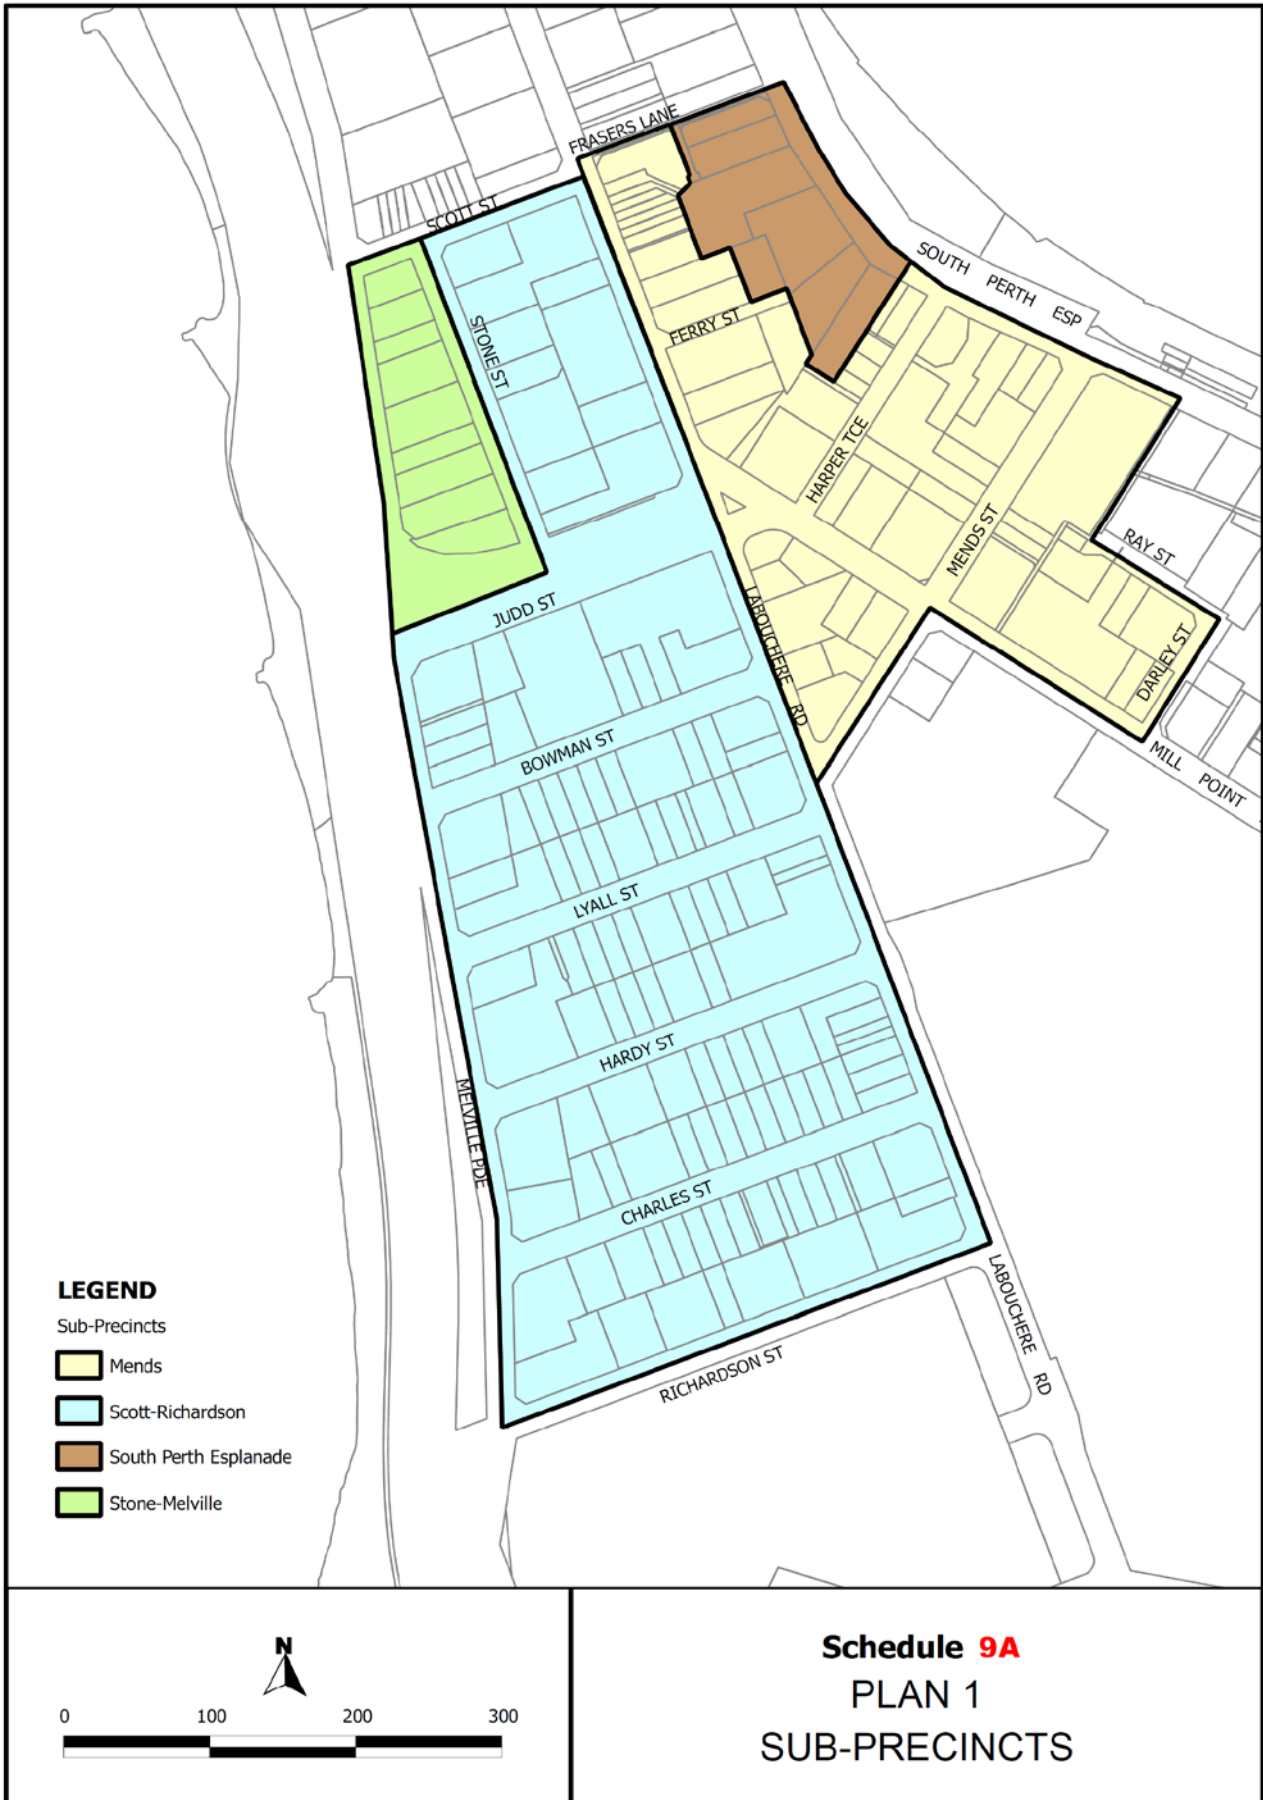 FRASERS LANE
SCOTT ST
SOUTH PERTH ESP
STONE ST
FERRY ST
HARPER TCE
MENDS ST
RAY ST
JUDD ST
LABOUCHERE RD
DARLEY ST
BOWMAN ST
MILL POINT
LYALL ST
HARDY ST
MELVILLE PDE
CHARLES ST
LABOUCHERE RD
RICHARDSON ST
LEGEND
Sub-Precincts
Mends
Scott-Richardson
South Perth Esplanade
Stone-Melville
N
0 100 200 300
Schedule 9A
PLAN 1
SUB-PRECINCTS